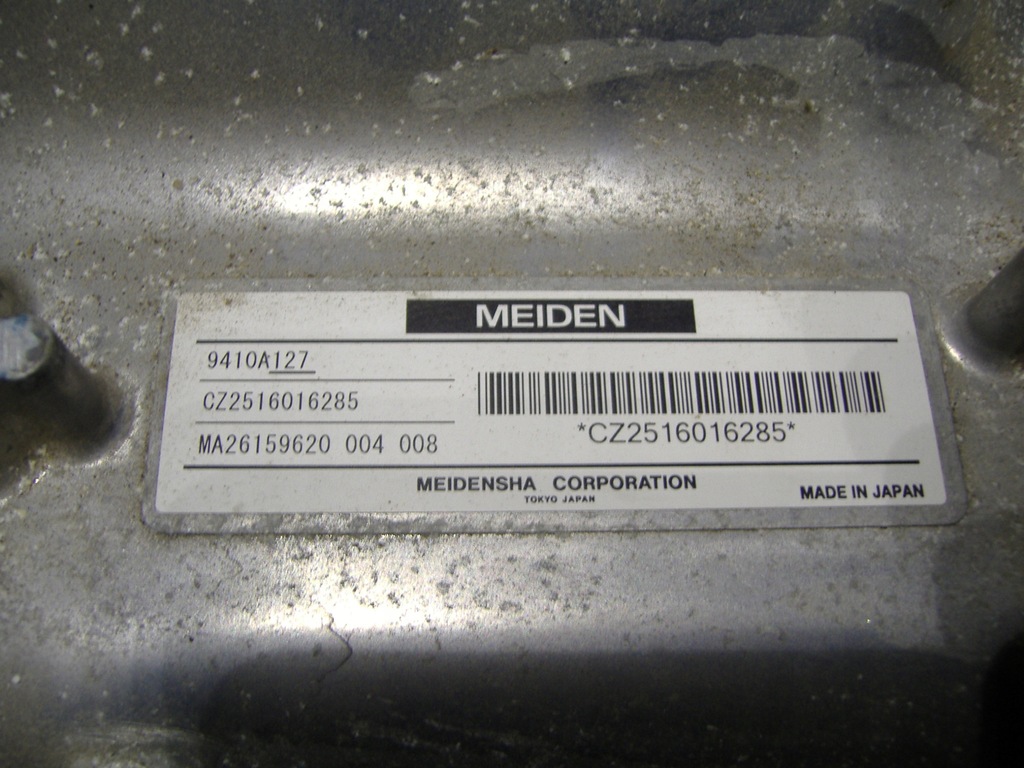 MEIDEN
9410A127
CZ2516016285
MA26159620 004 008
*CZ2516016285*
MEIDENSHA CORPORATION
TOKYO JAPAN
MADE IN JAPAN